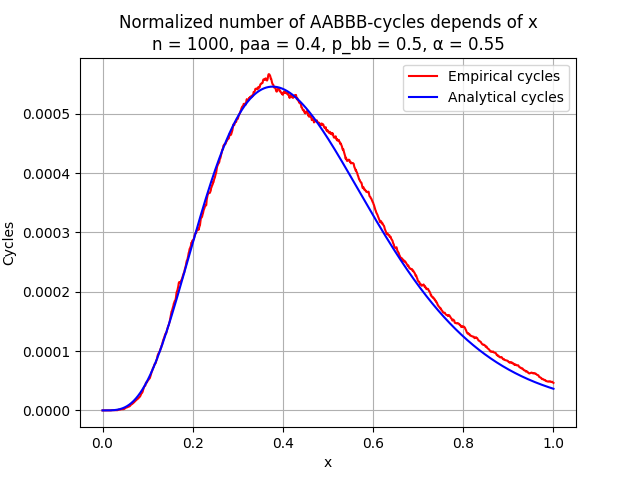 Normalized number of AABBB-cycles depends of x
n = 1000, paa = 0.4, p_bb = 0.5, α = 0.55
Empirical cycles
Analytical cycles
Cycles
0.0005
0.0004
0.0003
0.0002
0.0001
0.0000
0.0 0.2 0.4 0.6 0.8 1.0
x